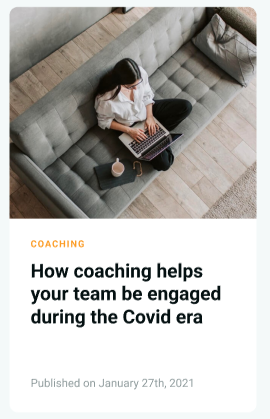 COACHING
How coaching helps
your team be engaged
during the Covid era
Published on January 27th, 2021